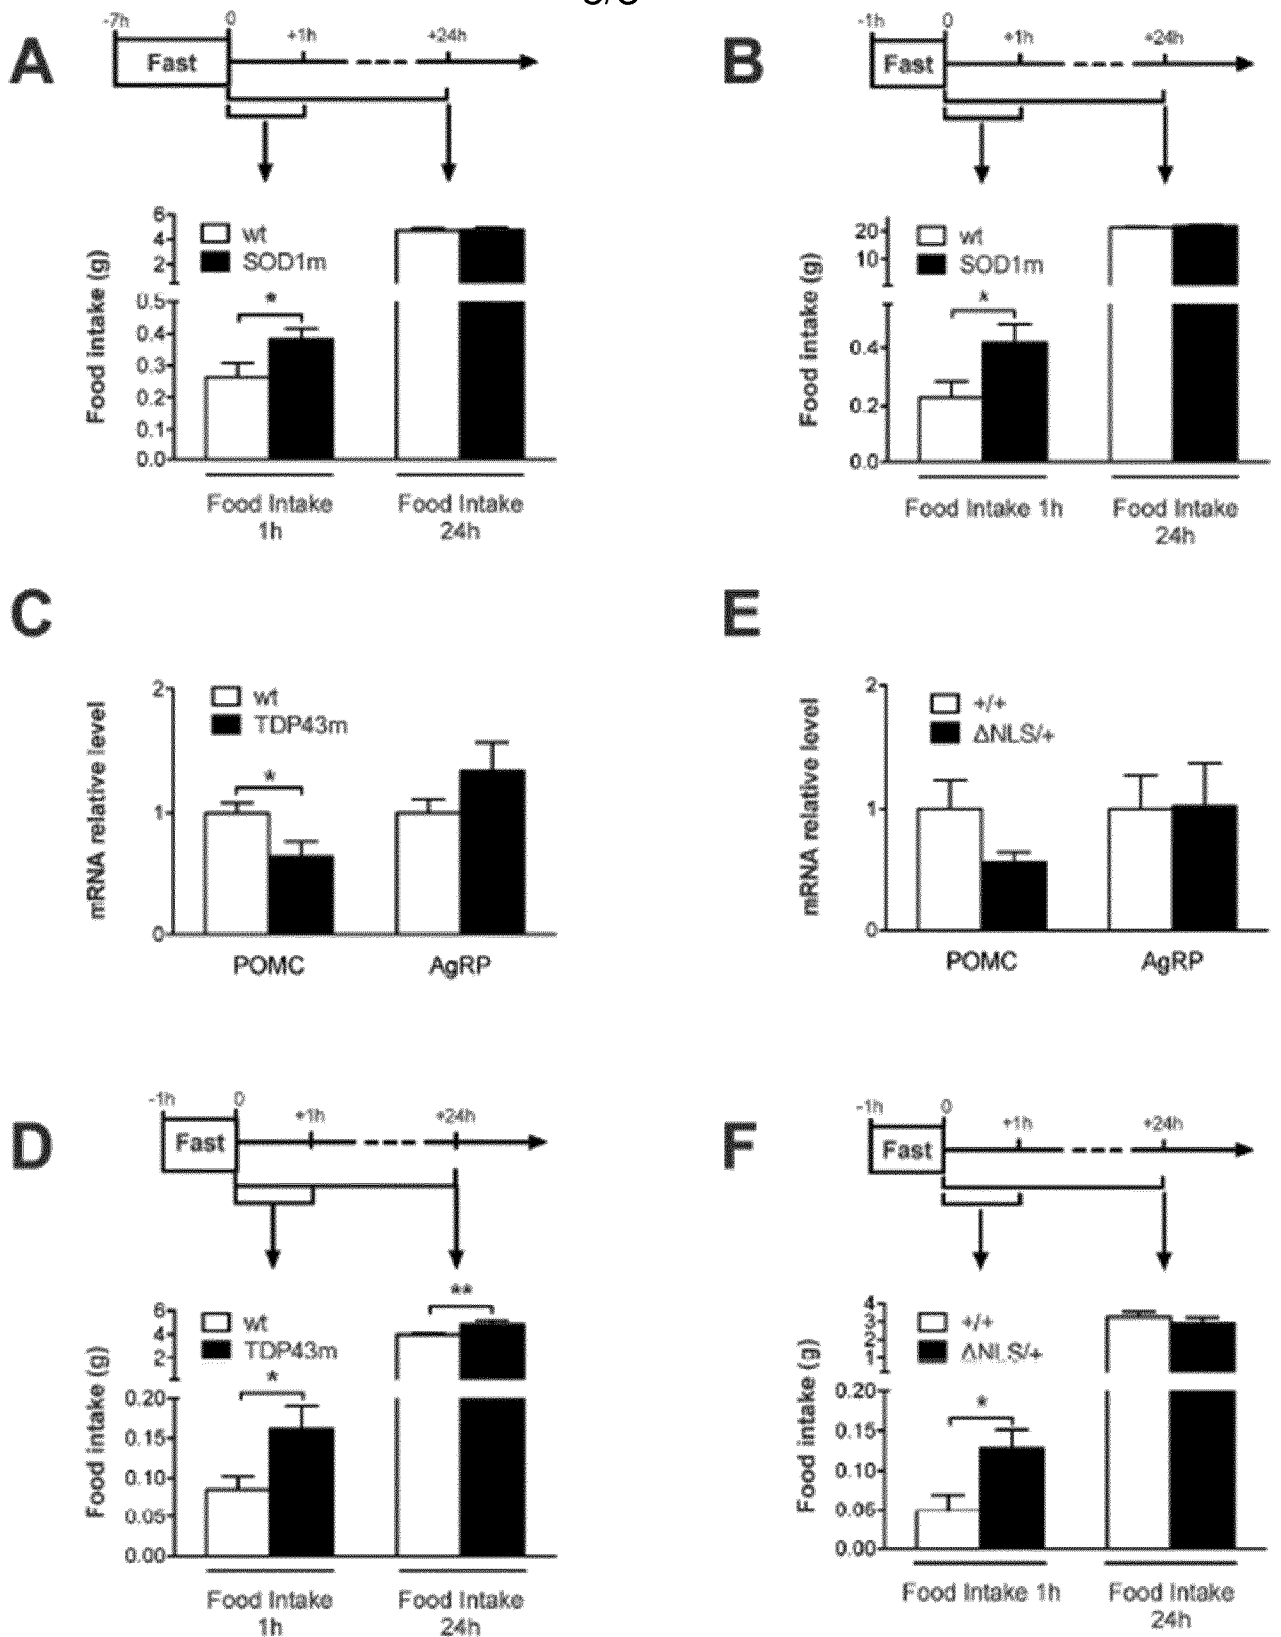 A
-7h 0 +1h +24h
Fast
Food intake (g)
6
4
2
0.5
0.4
0.3
0.2
0.1
0.0
wt
SOD1m
*
Food Intake 1h
Food Intake 24h
B
-1h 0 +1h +24h
Fast
Food intake (g)
20
10
0.4
0.2
0.0
wt
SOD1m
*
Food Intake 1h
Food Intake 24h
C
mRNA relative level
2
1
0
wt
TDP43m
*
POMC
AgRP
E
mRNA relative level
2
1
0
+/+
ΔNLS/+
POMC
AgRP
D
-1h 0 +1h +24h
Fast
Food intake (g)
6
4
2
0.20
0.15
0.10
0.05
0.00
wt
TDP43m
*
**
Food Intake 1h
Food Intake 24h
F
-1h 0 +1h +24h
Fast
Food intake (g)
4
3
2
1
0.20
0.15
0.10
0.05
0.00
+/+
ΔNLS/+
*
Food Intake 1h
Food Intake 24h